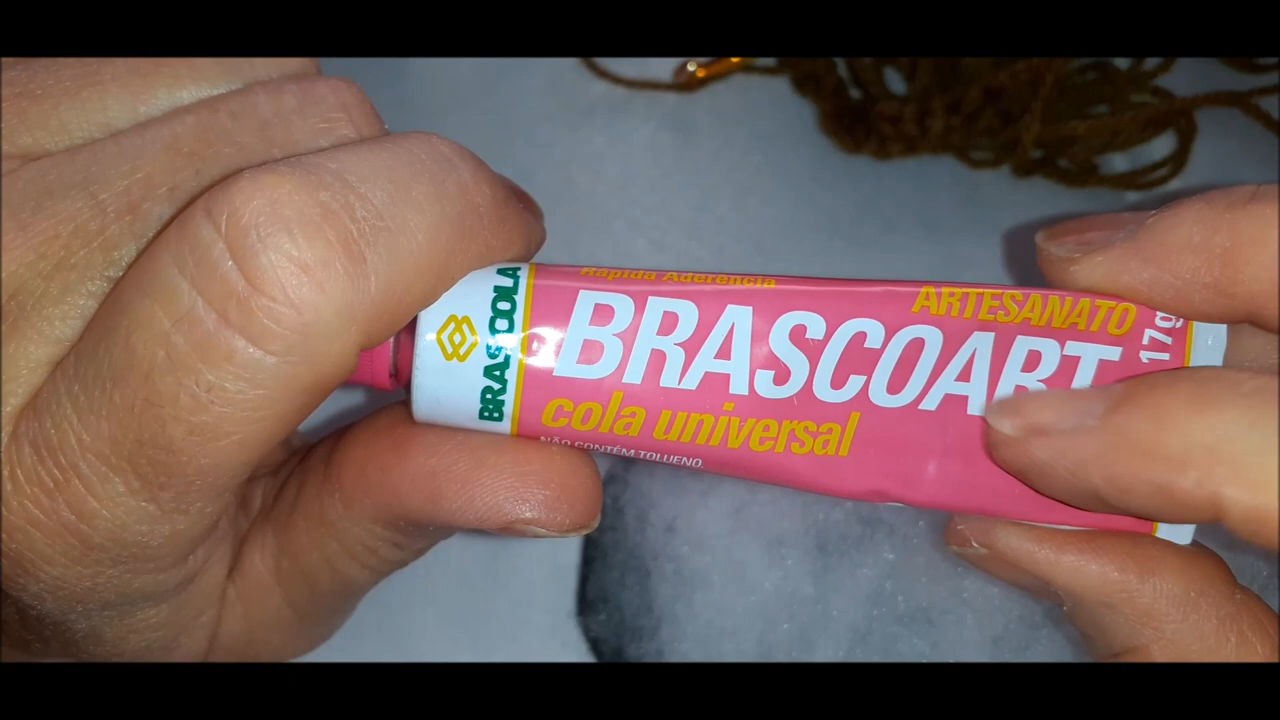 BRASCOLA
Rápida Aderência
ARTESANATO
BRASCOART
17g
cola universal
NÃO CONTÉM TOLUENO.